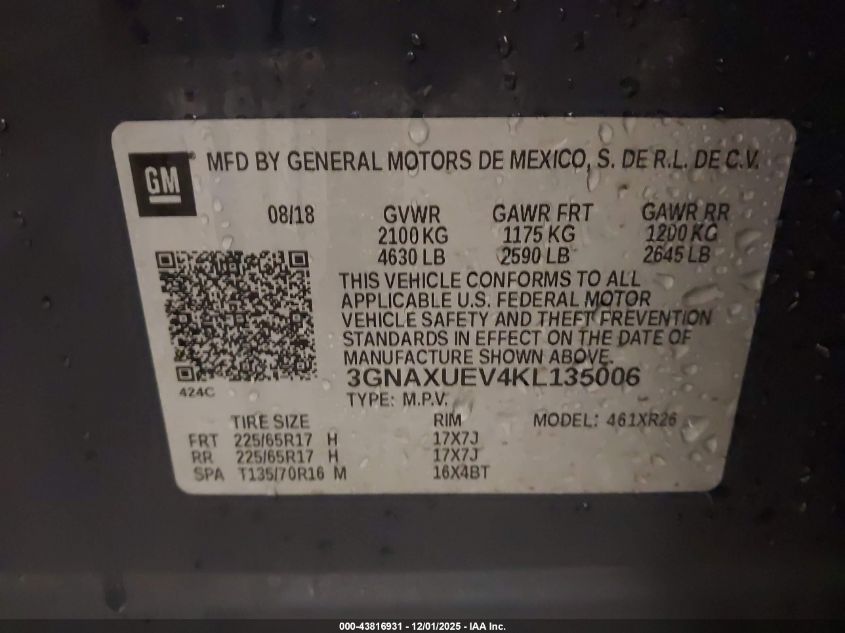 GM ® MFD BY GENERAL MOTORS DE MEXICO, S. DE R.L. DE C.V.
08/18 GVWR GAWR FRT GAWR RR
2100 KG 1175 KG 1200 KG
4630 LB 2590 LB 2645 LB
THIS VEHICLE CONFORMS TO ALL
APPLICABLE U.S. FEDERAL MOTOR
VEHICLE SAFETY AND THEFT PREVENTION
STANDARDS IN EFFECT ON THE DATE OF
MANUFACTURE SHOWN ABOVE.
3GNAXUEV4KL135006
424C
TYPE: M.P.V.
TIRE SIZE RIM MODEL: 461XR26
FRT 225/65R17 H 17X7J
RR 225/65R17 H 17X7J
SPA T135/70R16 M 16X4BT
000-43816931 - 12/01/2025 - IAA Inc.